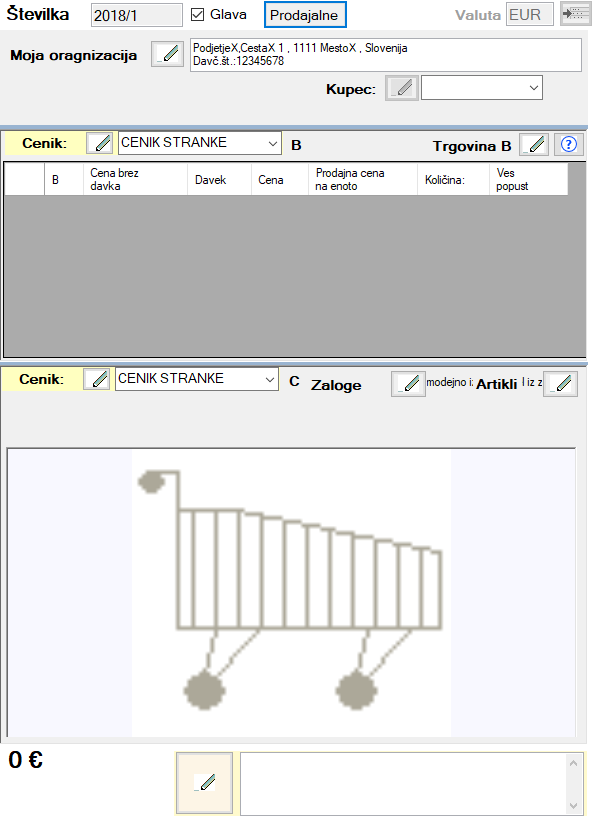 Številka 2018/1 Glava Prodajalne Valuta EUR
Moja oragnizacija PodjetjeX,CestaX 1 , 1111 MestoX , Slovenija
Davč.št.:12345678
Kupec:
Cenik: CENIK STRANKE B Trgovina B ?
B Cena brez davka Davek Cena Prodajna cena na enoto Količina: Ves popust
Cenik: CENIK STRANKE C Zaloge modejno i: Artikli l iz z
0 €